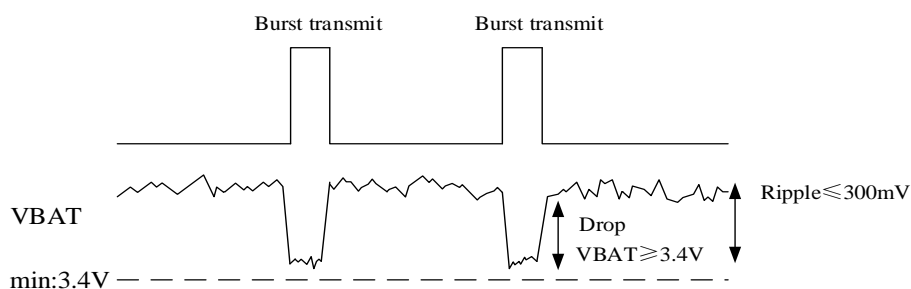 Burst transmit Burst transmit
Ripple≤300mV
VBAT
Drop
VBAT≥3.4V
min:3.4V